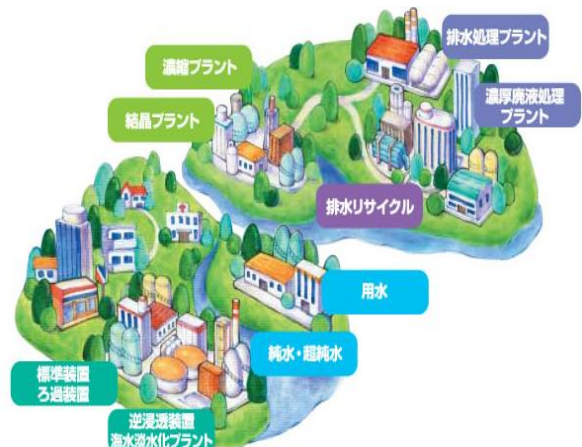 排水処理プラント
濃縮プラント
濃厚廃液処理
プラント
結晶プラント
排水リサイクル
用水
純水・超純水
標準装置
ろ過装置
逆浸透装置
海水淡水化プラント